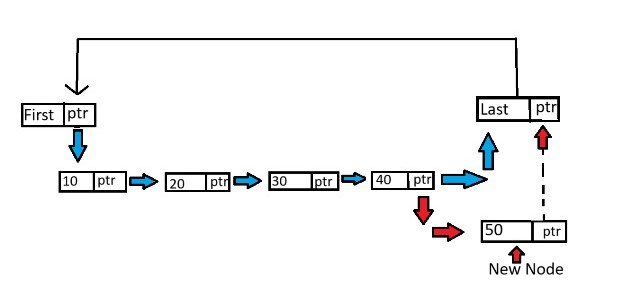 First ptr
Last ptr
10 ptr
20 ptr
30 ptr
40 ptr
50 ptr
New Node